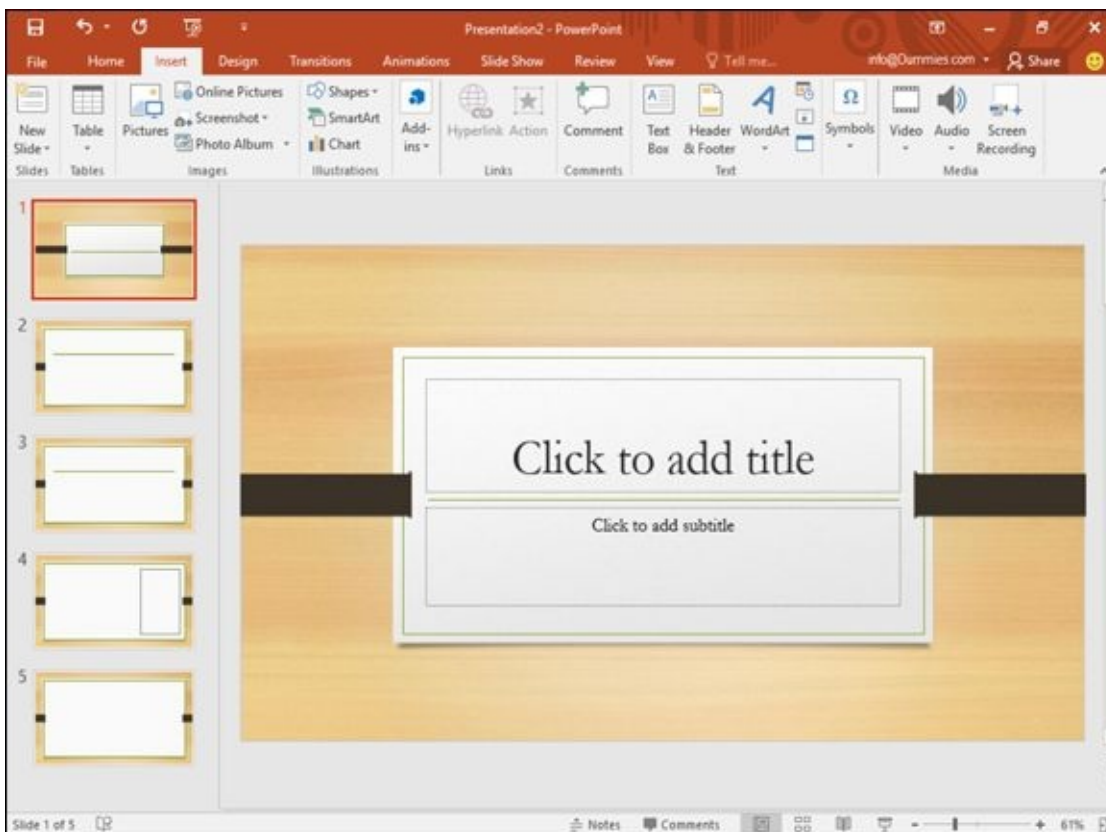 Presentation2 - PowerPoint
File Home Insert Design Transitions Animations Slide Show Review View Tell me... info@Dummies.com Share
New Slide
Table
Pictures
Online Pictures
Screenshot
Photo Album
Shapes
SmartArt
Chart
Add-ins
Hyperlink
Action
Comment
Text Box
Header & Footer
WordArt
Symbols
Video
Audio
Screen Recording
Slides Tables Images Illustrations Links Comments Text Media
1
2
3
4
5
Click to add title
Click to add subtitle
Slide 1 of 5 Notes Comments 61%